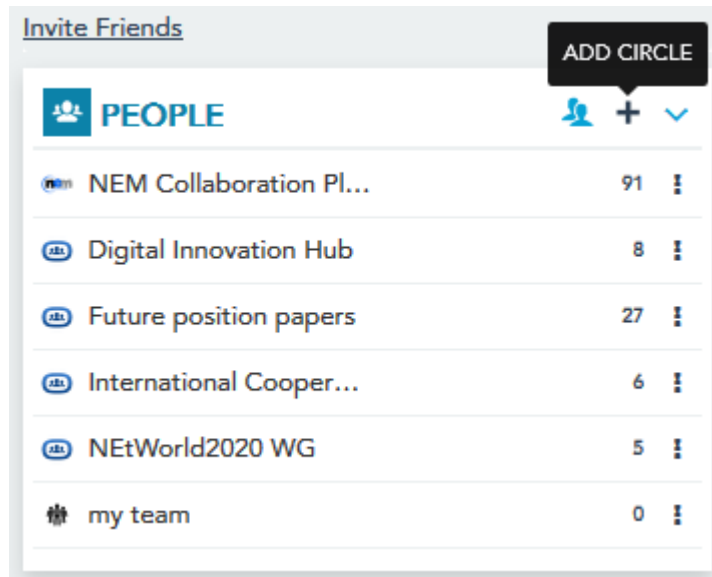 Invite Friends
ADD CIRCLE
PEOPLE
nem NEM Collaboration Pl... 91
Digital Innovation Hub 8
Future position papers 27
International Cooper... 6
NEtWorld2020 WG 5
my team 0